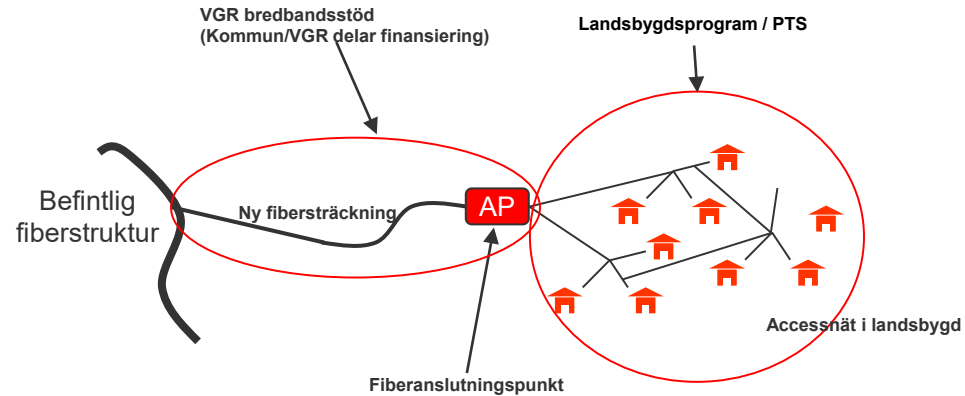 VGR bredbandsstöd
(Kommun/VGR delar finansiering)
Landsbygdsprogram / PTS
Befintlig
fiberstruktur
Ny fibersträckning
AP
Accessnät i landsbygd
Fiberanslutningspunkt